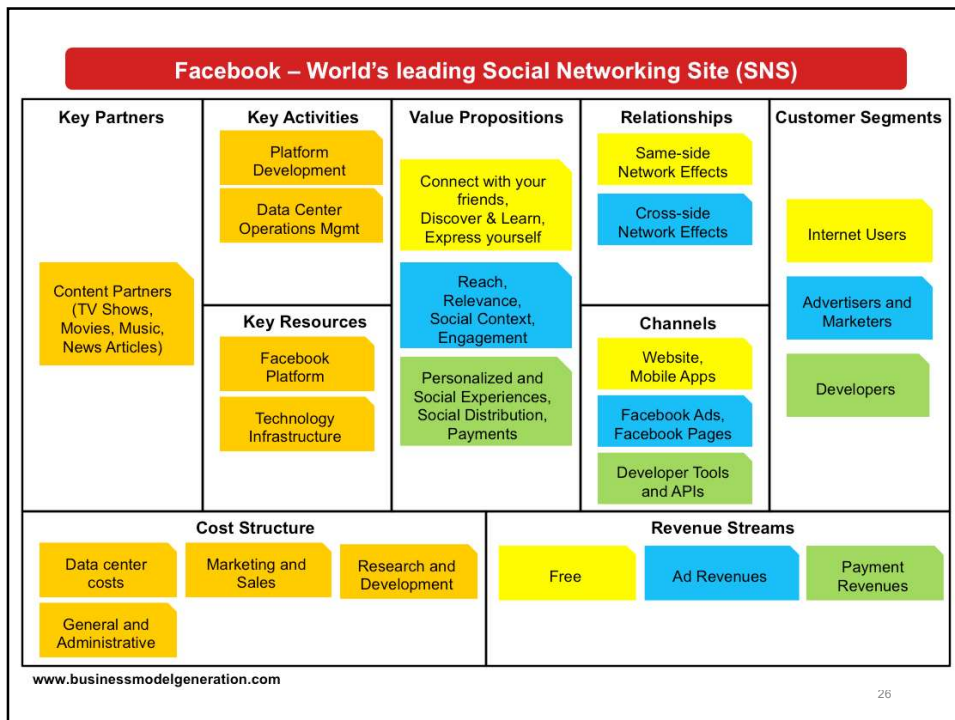 Facebook – World's leading Social Networking Site (SNS)
Key Partners
Content Partners
(TV Shows,
Movies, Music,
News Articles)
Key Activities
Platform
Development
Data Center
Operations Mgmt
Key Resources
Facebook
Platform
Technology
Infrastructure
Value Propositions
Connect with your
friends,
Discover & Learn,
Express yourself
Reach,
Relevance,
Social Context,
Engagement
Personalized and
Social Experiences,
Social Distribution,
Payments
Relationships
Same-side
Network Effects
Cross-side
Network Effects
Channels
Website,
Mobile Apps
Facebook Ads,
Facebook Pages
Developer Tools
and APIs
Customer Segments
Internet Users
Advertisers and
Marketers
Developers
Cost Structure
Data center
costs
Marketing and
Sales
Research and
Development
General and
Administrative
Revenue Streams
Free
Ad Revenues
Payment
Revenues
www.businessmodelgeneration.com
26